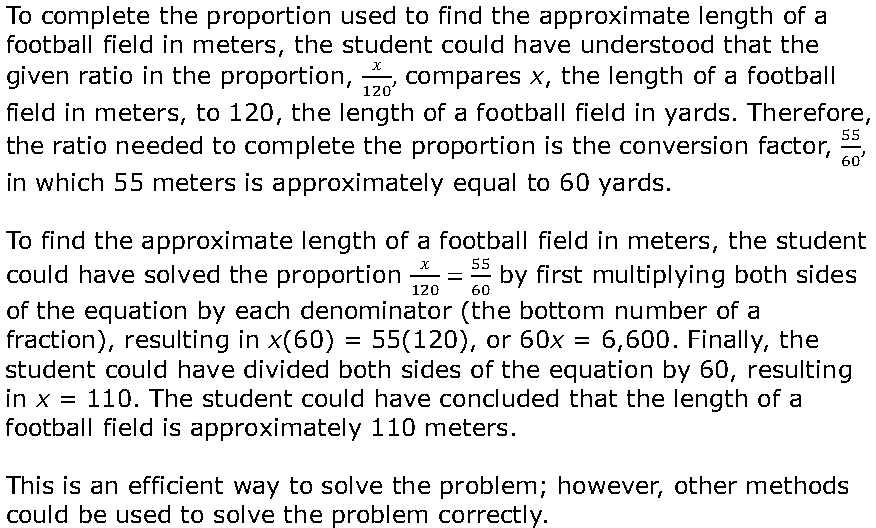 To complete the proportion used to find the approximate length of a
football field in meters, the student could have understood that the
given ratio in the proportion, x/120, compares x, the length of a football
field in meters, to 120, the length of a football field in yards. Therefore,
the ratio needed to complete the proportion is the conversion factor, 55/60,
in which 55 meters is approximately equal to 60 yards.
To find the approximate length of a football field in meters, the student
could have solved the proportion x/120 = 55/60 by first multiplying both sides
of the equation by each denominator (the bottom number of a
fraction), resulting in x(60) = 55(120), or 60x = 6,600. Finally, the
student could have divided both sides of the equation by 60, resulting
in x = 110. The student could have concluded that the length of a
football field is approximately 110 meters.
This is an efficient way to solve the problem; however, other methods
could be used to solve the problem correctly.